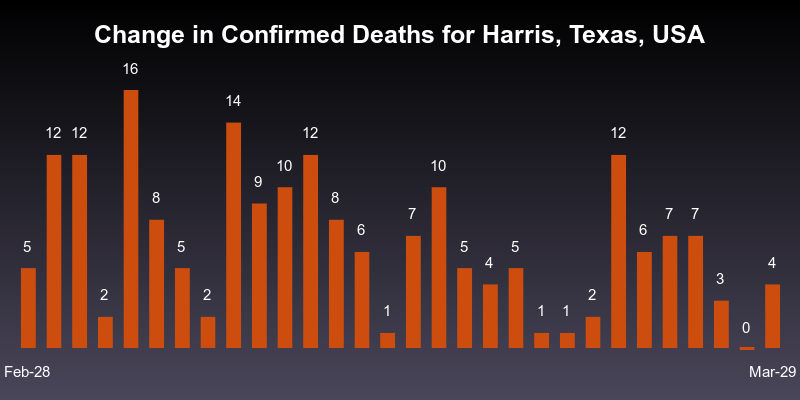 Change in Confirmed Deaths for Harris, Texas, USA
5 12 12 2 16 8 5 2 14 9 10 12 8 6 1 7 10 5 4 5 1 1 2 12 6 7 7 3 0 4
Feb-28 Mar-29